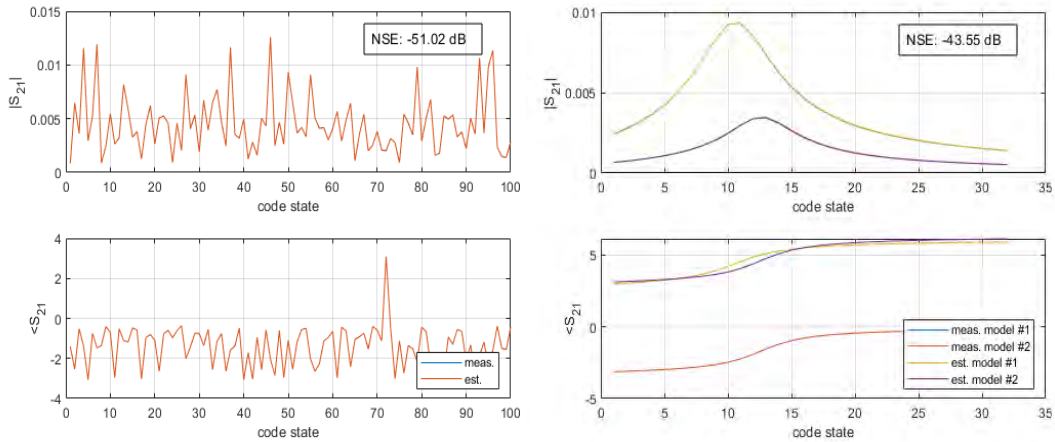 0.015
0.01
0.005
0
|S21|
NSE: -51.02 dB
0 10 20 30 40 50 60 70 80 90 100
code state
0.01
0.005
0
|S21|
NSE: -43.55 dB
0 5 10 15 20 25 30 35
code state
4
2
0
-2
-4
<S21
meas.
est.
0 10 20 30 40 50 60 70 80 90 100
code state
5
0
-5
<S21
meas. model #1
meas. model #2
est. model #1
est. model #2
0 5 10 15 20 25 30 35
code state